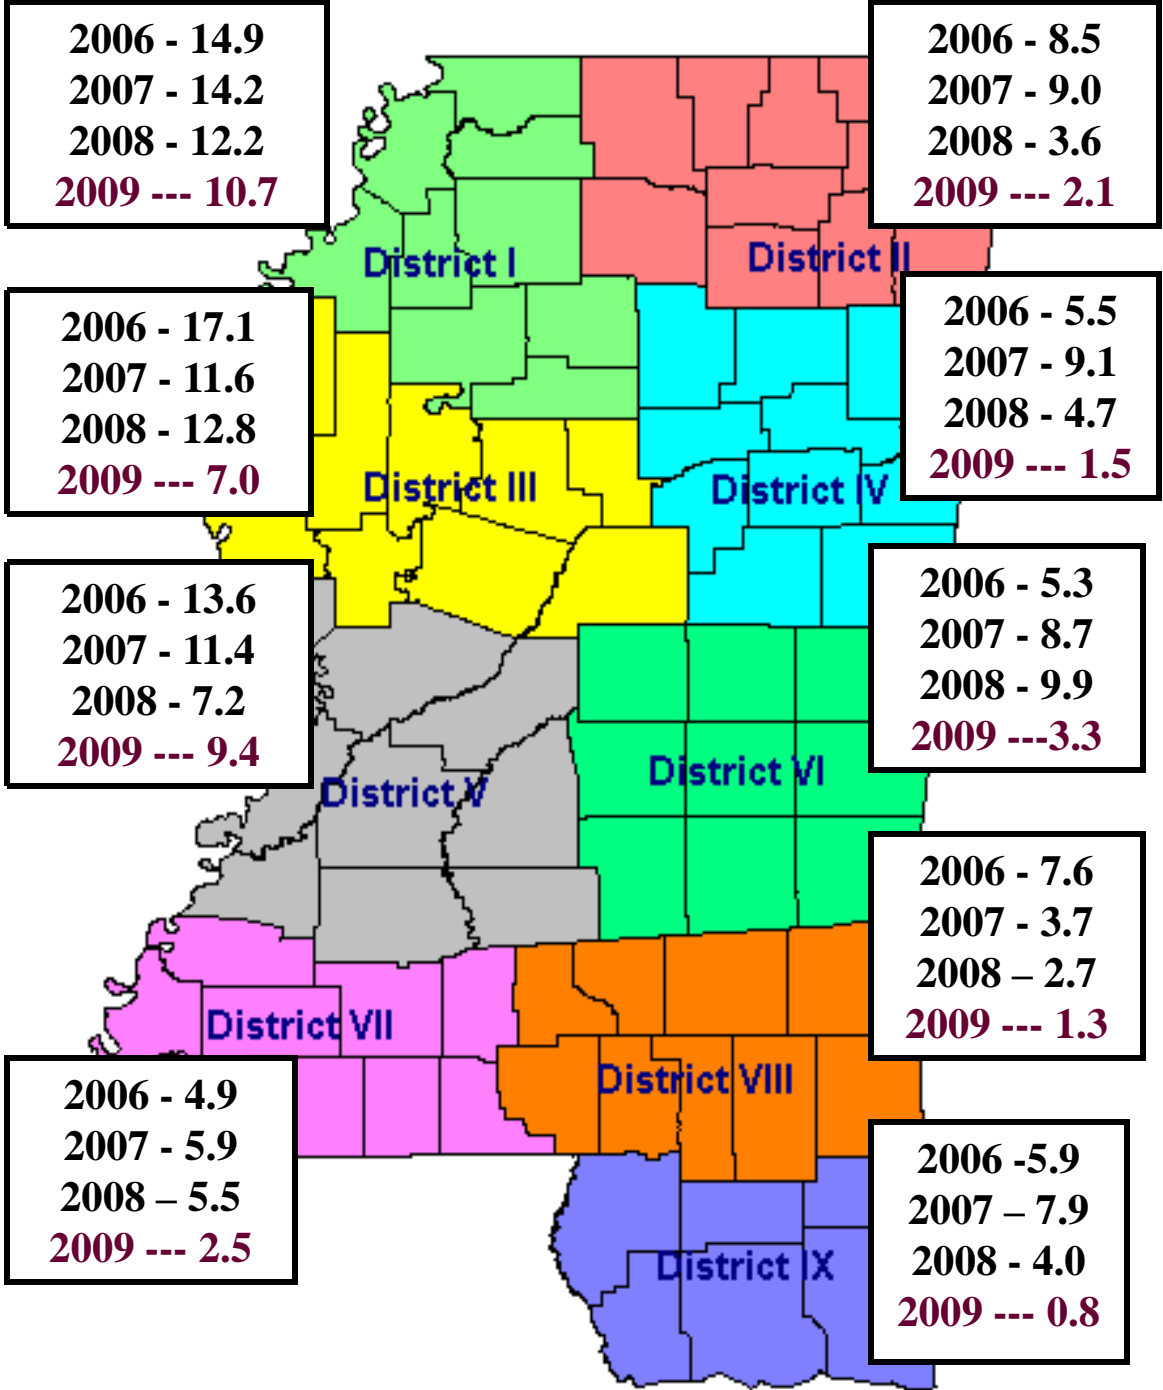 2006 - 14.9
2007 - 14.2
2008 - 12.2
2009 --- 10.7
2006 - 8.5
2007 - 9.0
2008 - 3.6
2009 --- 2.1
District I
District II
2006 - 17.1
2007 - 11.6
2008 - 12.8
2009 --- 7.0
2006 - 5.5
2007 - 9.1
2008 - 4.7
2009 --- 1.5
District III
District IV
2006 - 13.6
2007 - 11.4
2008 - 7.2
2009 --- 9.4
2006 - 5.3
2007 - 8.7
2008 - 9.9
2009 ---3.3
District V
District VI
2006 - 7.6
2007 - 3.7
2008 – 2.7
2009 --- 1.3
District VII
District VIII
2006 - 4.9
2007 - 5.9
2008 – 5.5
2009 --- 2.5
2006 -5.9
2007 – 7.9
2008 - 4.0
2009 --- 0.8
District IX